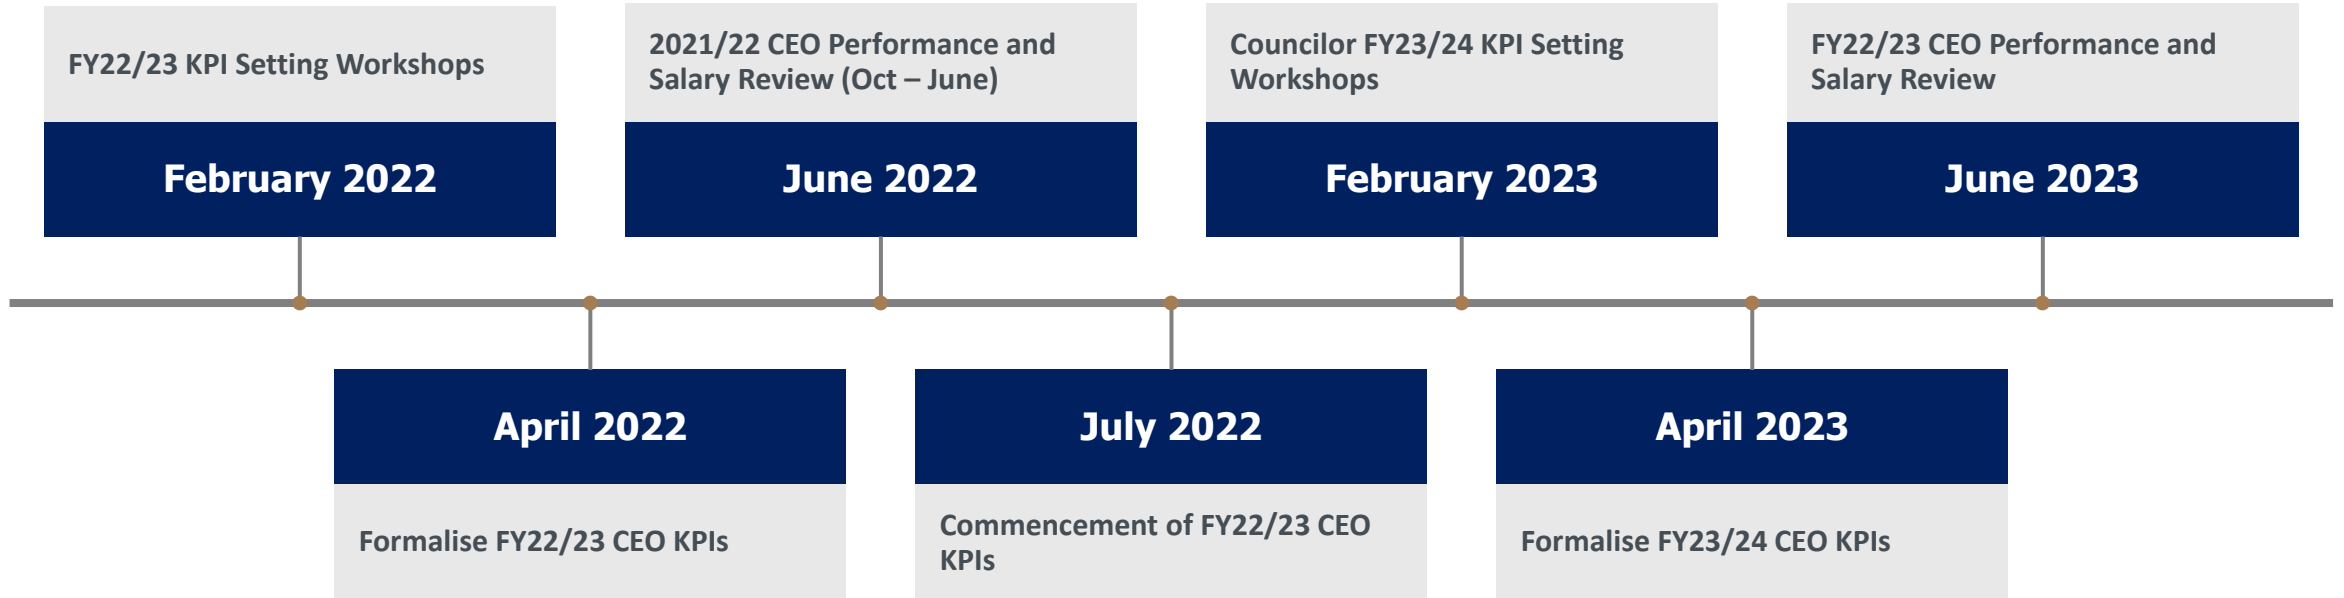 FY22/23 KPI Setting Workshops
February 2022
2021/22 CEO Performance and
Salary Review (Oct – June)
June 2022
Councilor FY23/24 KPI Setting
Workshops
February 2023
FY22/23 CEO Performance and
Salary Review
June 2023
April 2022
Formalise FY22/23 CEO KPIs
July 2022
Commencement of FY22/23 CEO
KPIs
April 2023
Formalise FY23/24 CEO KPIs